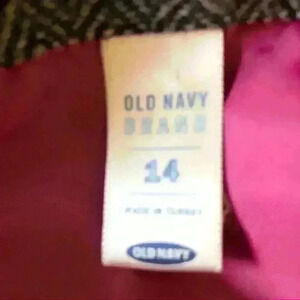 OLD NAVY
BRAND
14
MADE IN TURKEY
OLD NAVY